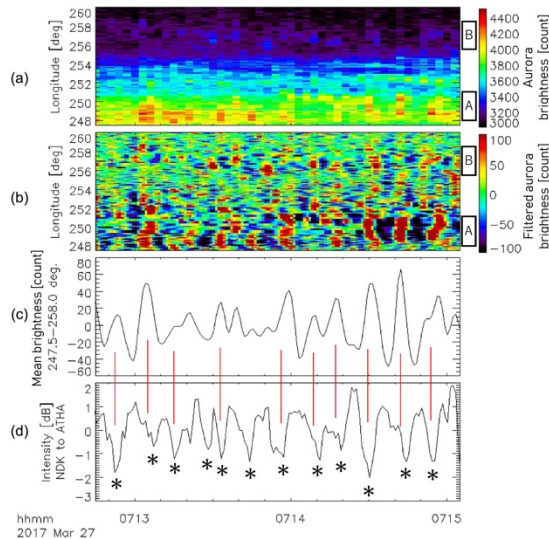 (a)
Longitude [deg]
260
258
256
254
252
250
248
B
A
4400
4200
4000
3800
3600
3400
3200
3000
Aurora
brightness [count]
(b)
Longitude [deg]
260
258
256
254
252
250
248
B
A
100
50
0
−50
−100
Filtered aurora
brightness [count]
(c)
Mean brightness [count]
247.5−258.0 deg.
80
60
40
20
0
−20
−40
−60
(d)
Intensity [dB]
NDK to ATHA
2
1
0
−1
−2
−3
* * * * * * * * * * * *
hhmm
2017 Mar 27
0713 0714 0715